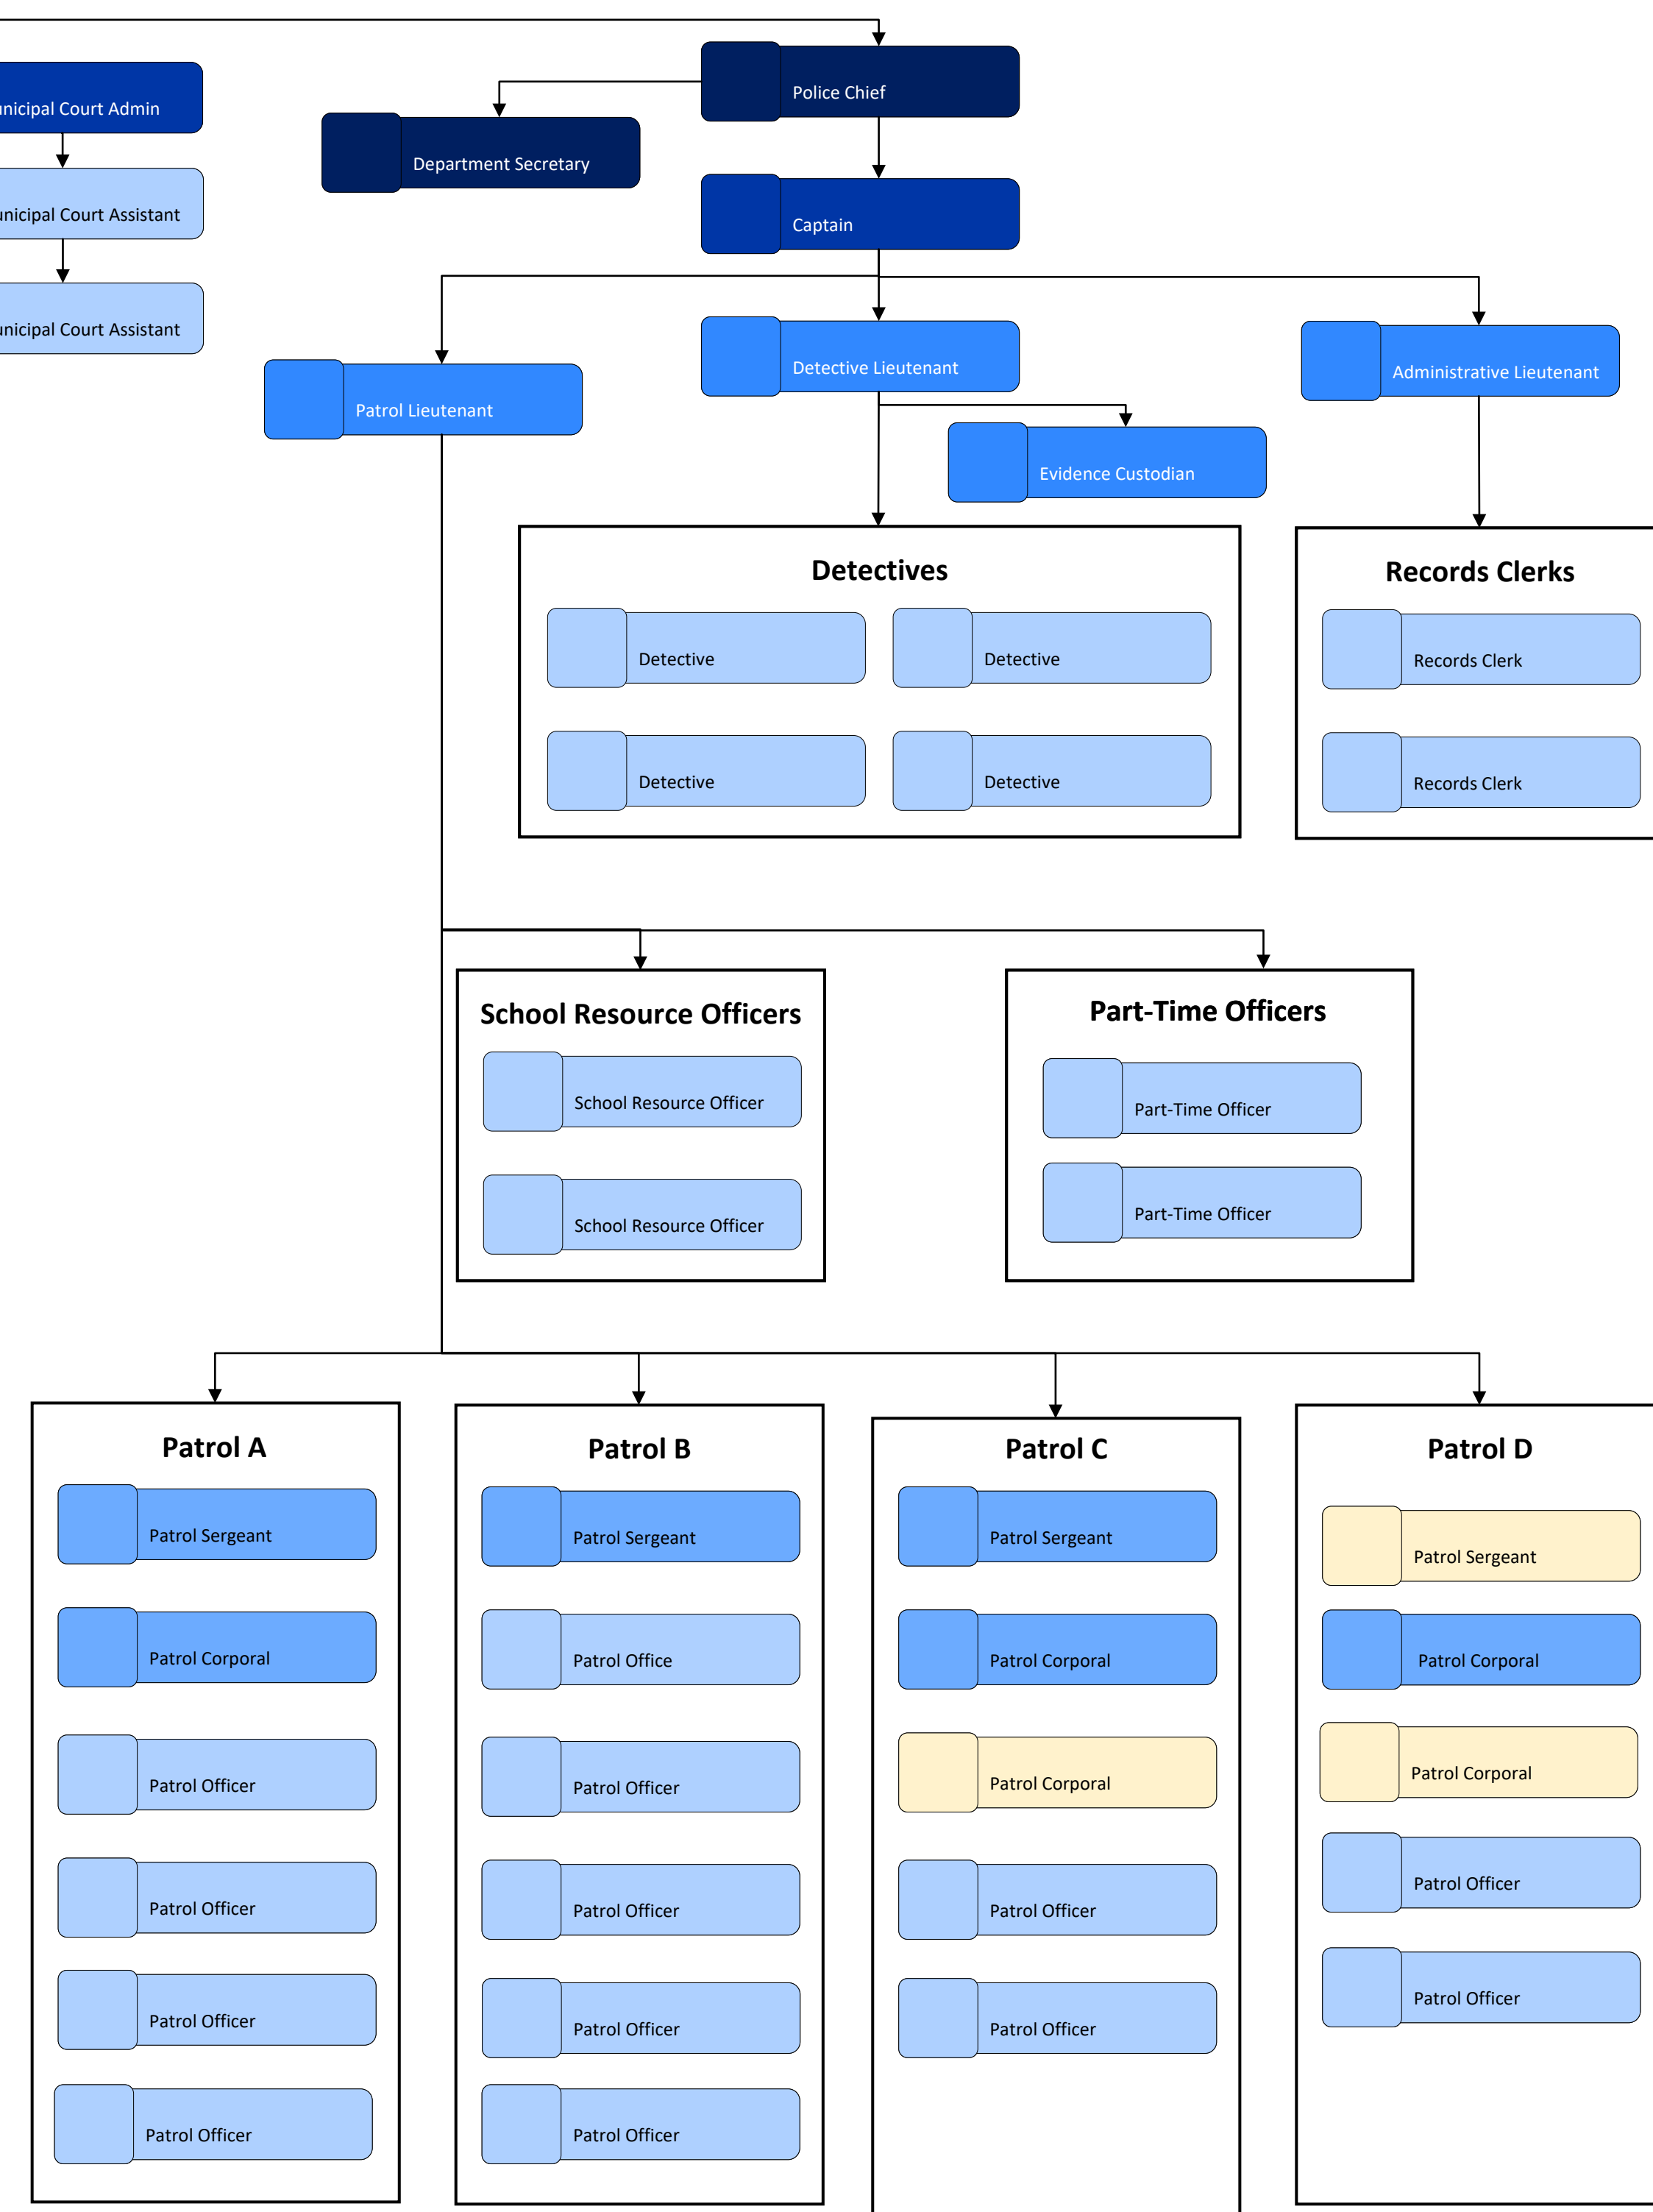 Police Chief
Municipal Court Admin
Department Secretary
Municipal Court Assistant
Captain
Municipal Court Assistant
Detective Lieutenant
Administrative Lieutenant
Patrol Lieutenant
Evidence Custodian
Detectives
Detective
Detective
Detective
Detective
Records Clerks
Records Clerk
Records Clerk
School Resource Officers
School Resource Officer
School Resource Officer
Part-Time Officers
Part-Time Officer
Part-Time Officer
Patrol A
Patrol Sergeant
Patrol Corporal
Patrol Officer
Patrol Officer
Patrol Officer
Patrol Officer
Patrol B
Patrol Sergeant
Patrol Office
Patrol Officer
Patrol Officer
Patrol Officer
Patrol Officer
Patrol C
Patrol Sergeant
Patrol Corporal
Patrol Corporal
Patrol Officer
Patrol Officer
Patrol D
Patrol Sergeant
Patrol Corporal
Patrol Corporal
Patrol Officer
Patrol Officer